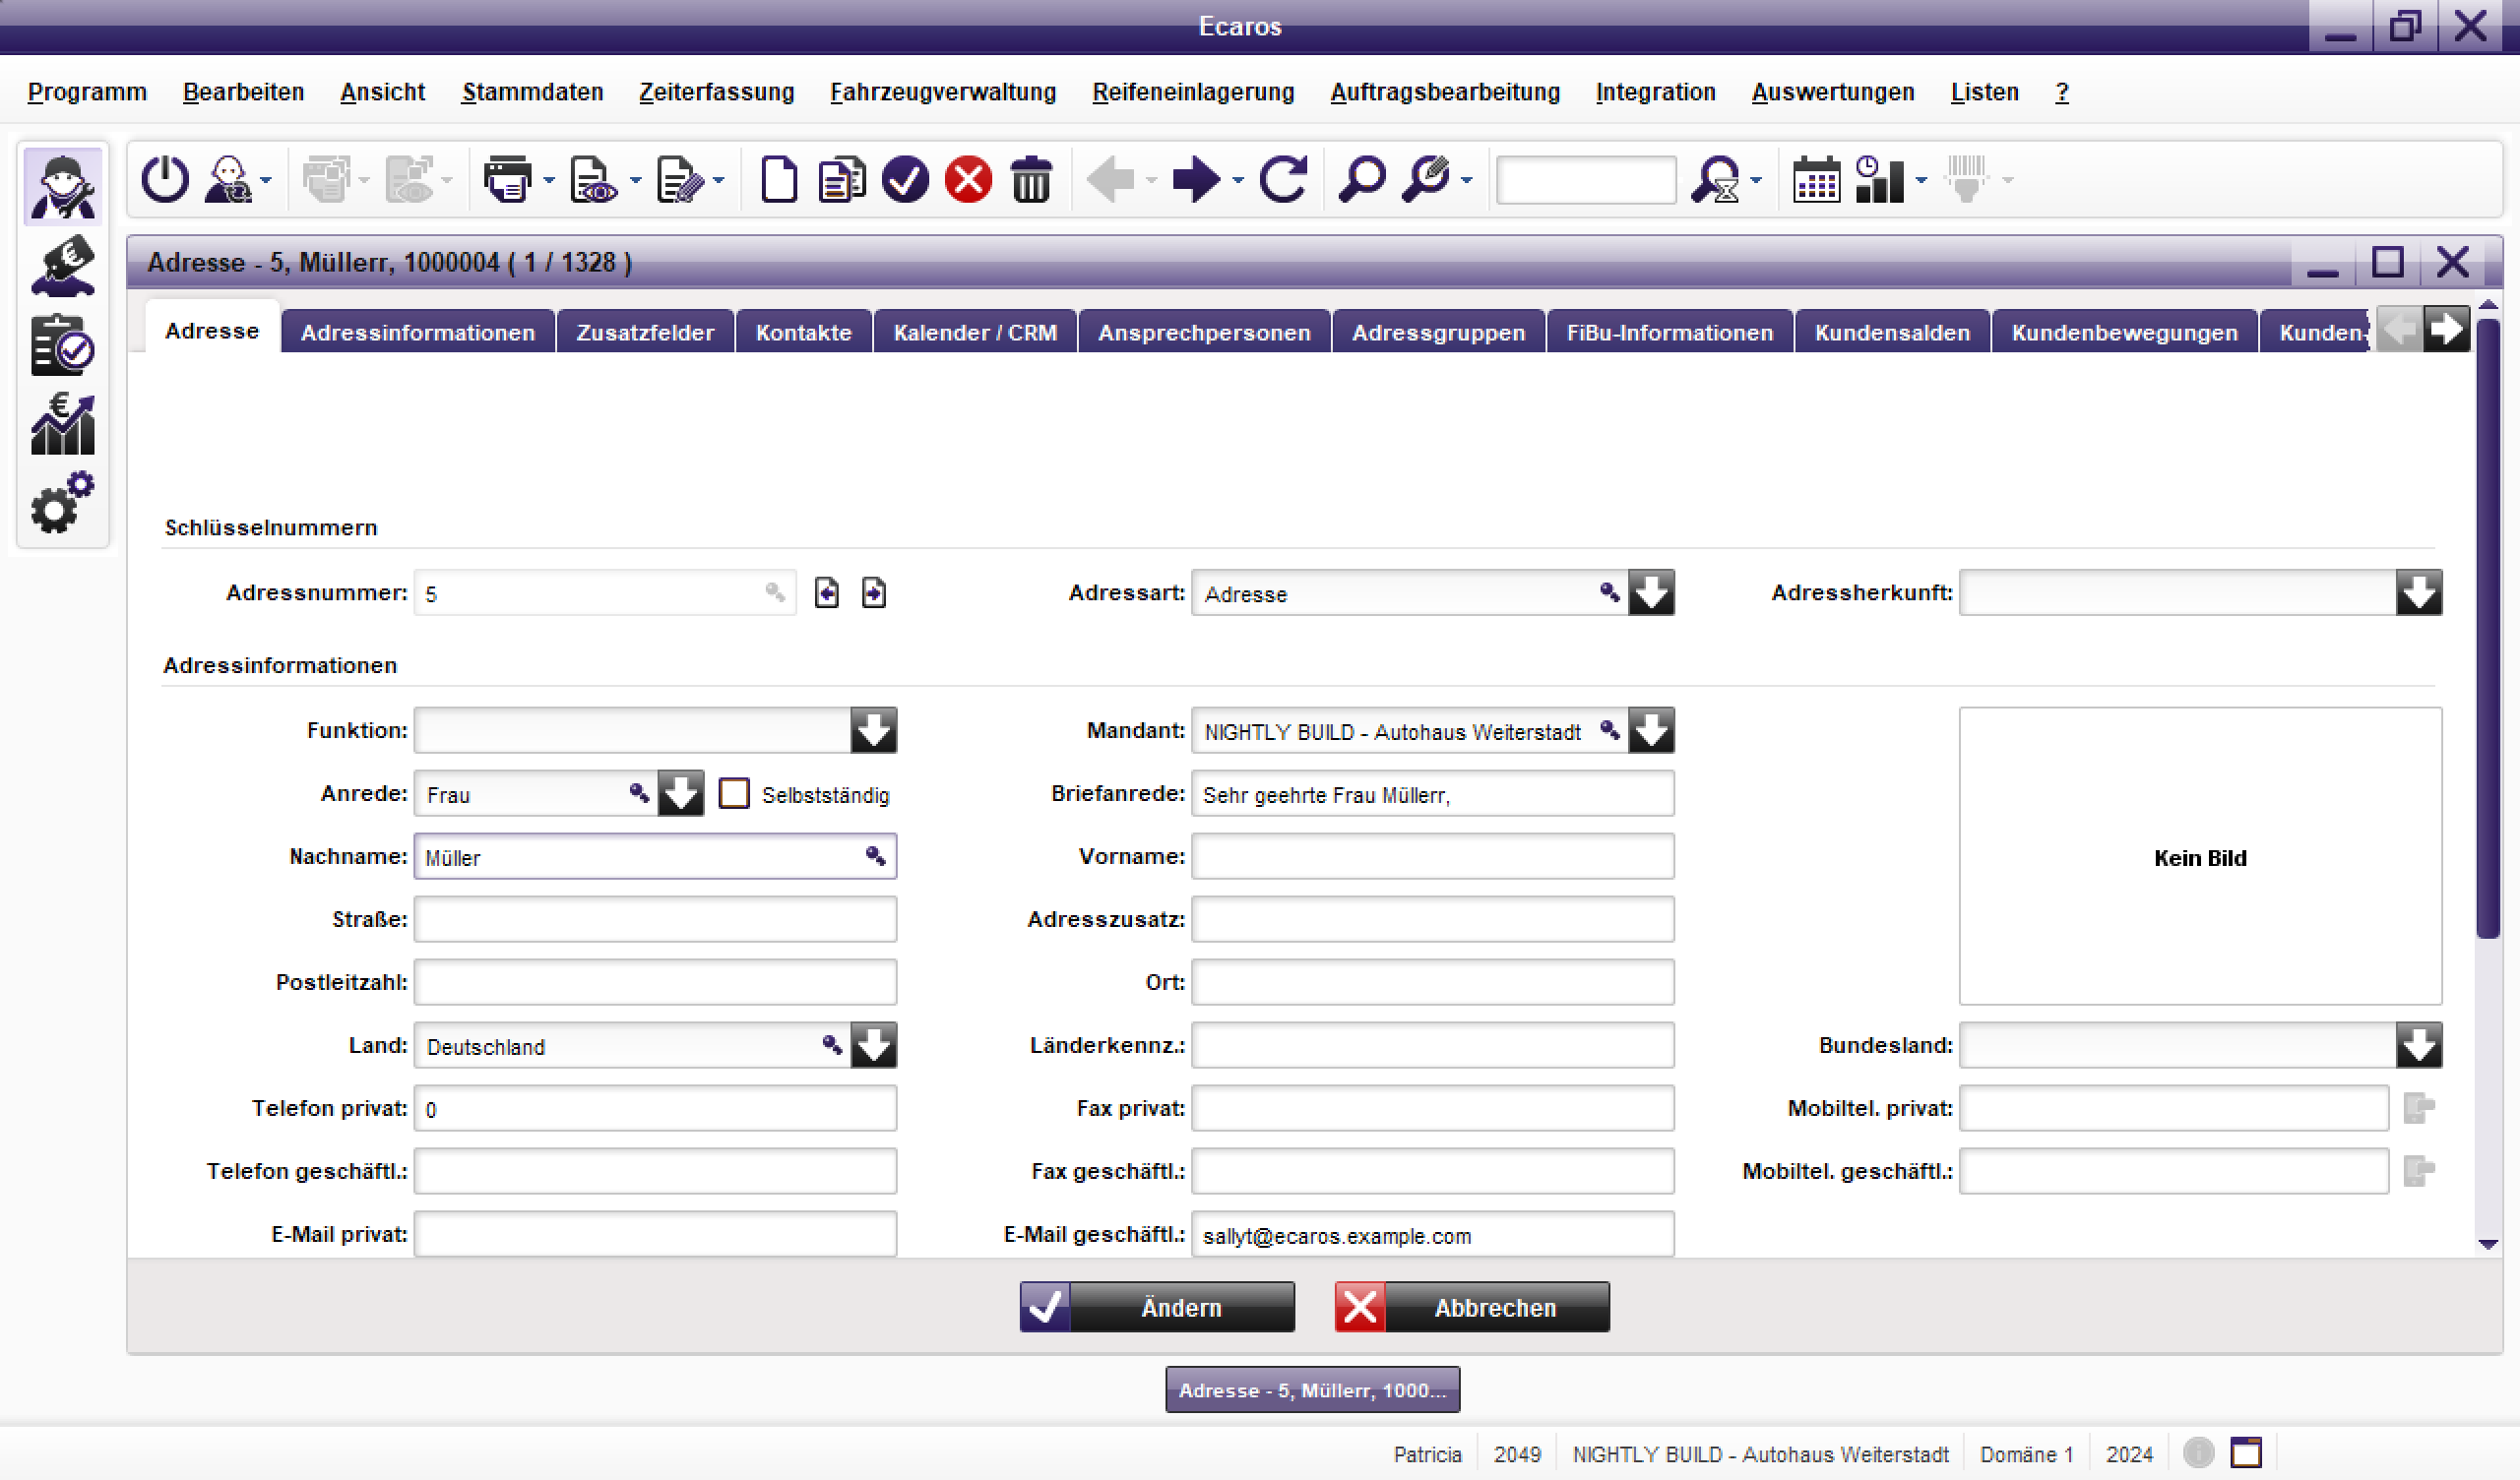 Ecaros
Programm Bearbeiten Ansicht Stammdaten Zeiterfassung Fahrzeugverwaltung Reifeneinlagerung Auftragsbearbeitung Integration Auswertungen Listen ?
Adresse - 5, Müllerr, 1000004 ( 1 / 1328 )
Adresse Adressinformationen Zusatzfelder Kontakte Kalender / CRM Ansprechpersonen Adressgruppen FiBu-Informationen Kundensalden Kundenbewegungen Kunden-
Schlüsselnummern
Adressnummer: 5 Adressart: Adresse Adressherkunft:
Adressinformationen
Funktion: Mandant: NIGHTLY BUILD - Autohaus Weiterstadt
Anrede: Frau Selbstständig Briefanrede: Sehr geehrte Frau Müllerr,
Nachname: Müller Vorname: Kein Bild
Straße: Adresszusatz:
Postleitzahl: Ort:
Land: Deutschland Länderkennz.: Bundesland:
Telefon privat: 0 Fax privat: Mobiltel. privat:
Telefon geschäftl.: Fax geschäftl.: Mobiltel. geschäftl.:
E-Mail privat: E-Mail geschäftl.: sallyt@ecaros.example.com
Ändern Abbrechen
Adresse - 5, Müllerr, 1000...
Patricia 2049 NIGHTLY BUILD - Autohaus Weiterstadt Domäne 1 2024